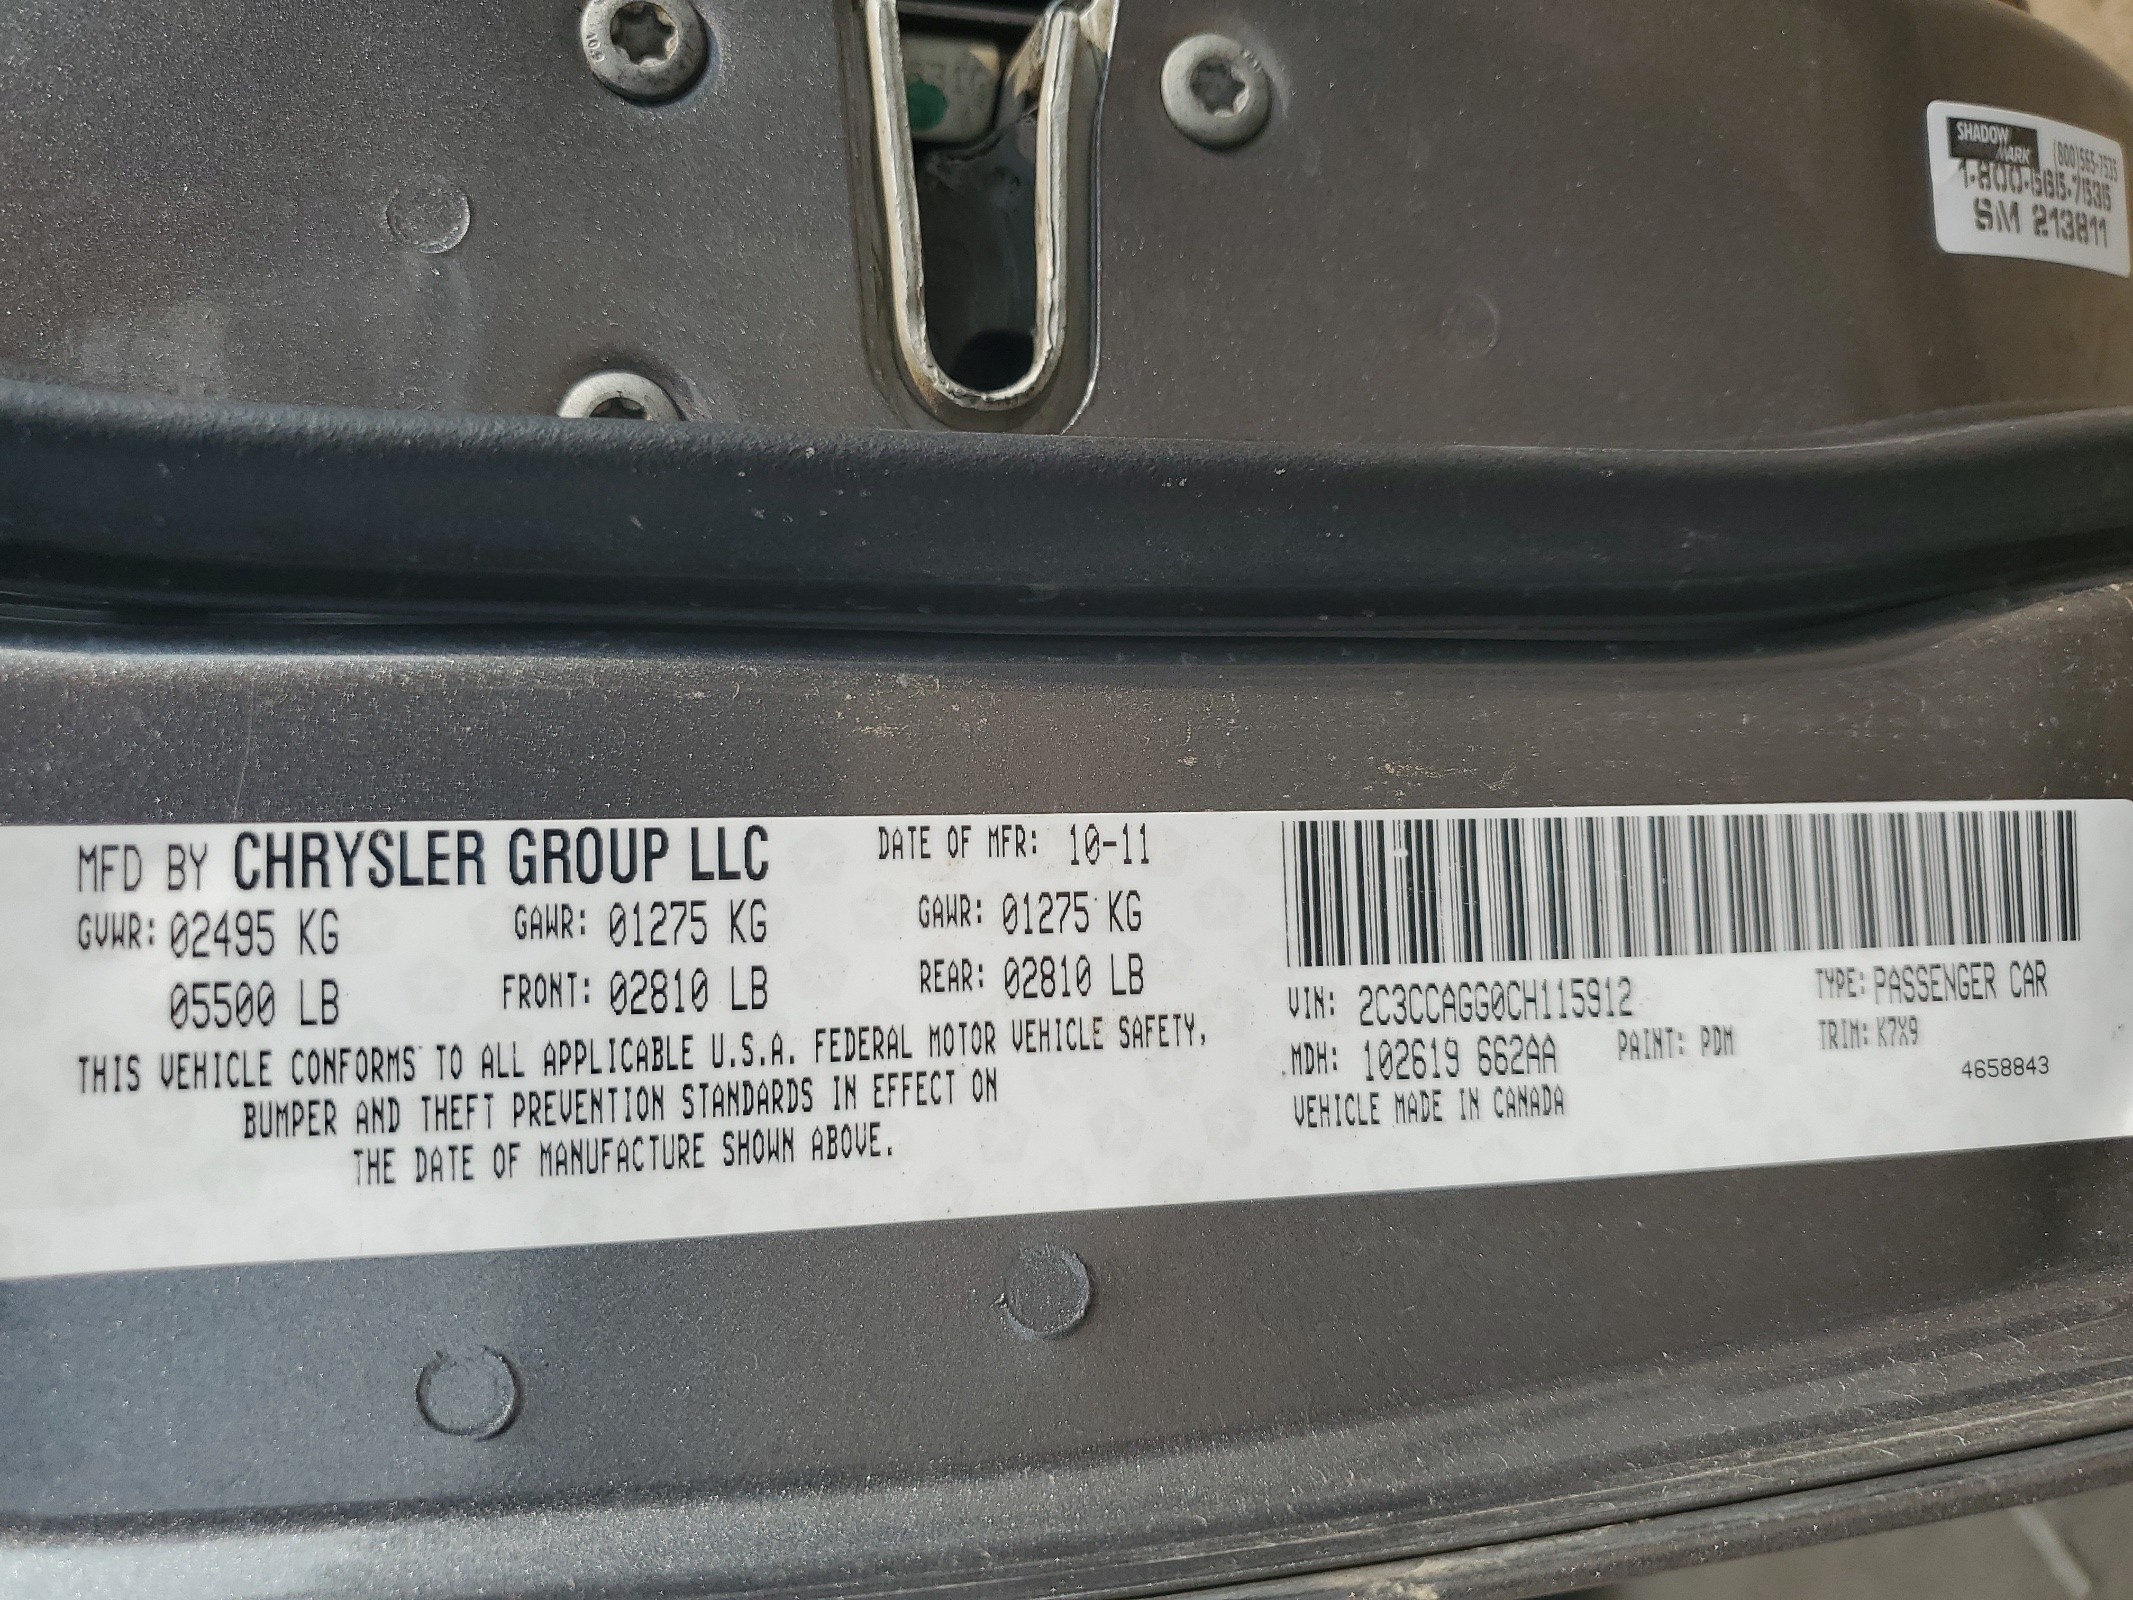 10.9
SHADOW
MARK
(800)565-7535
1-800-565-7535
SM 213811
MFD BY CHRYSLER GROUP LLC DATE OF MFR: 10-11
GVWR: 02495 KG GAWR: 01275 KG GAWR: 01275 KG
05500 LB FRONT: 02810 LB REAR: 02810 LB
THIS VEHICLE CONFORMS TO ALL APPLICABLE U.S.A. FEDERAL MOTOR VEHICLE SAFETY,
BUMPER AND THEFT PREVENTION STANDARDS IN EFFECT ON
THE DATE OF MANUFACTURE SHOWN ABOVE.
VIN: 2C3CCAGG0CH115912 TYPE: PASSENGER CAR
MDH: 102619 662AA PAINT: PDM TRIM: K7X9
VEHICLE MADE IN CANADA 4658843